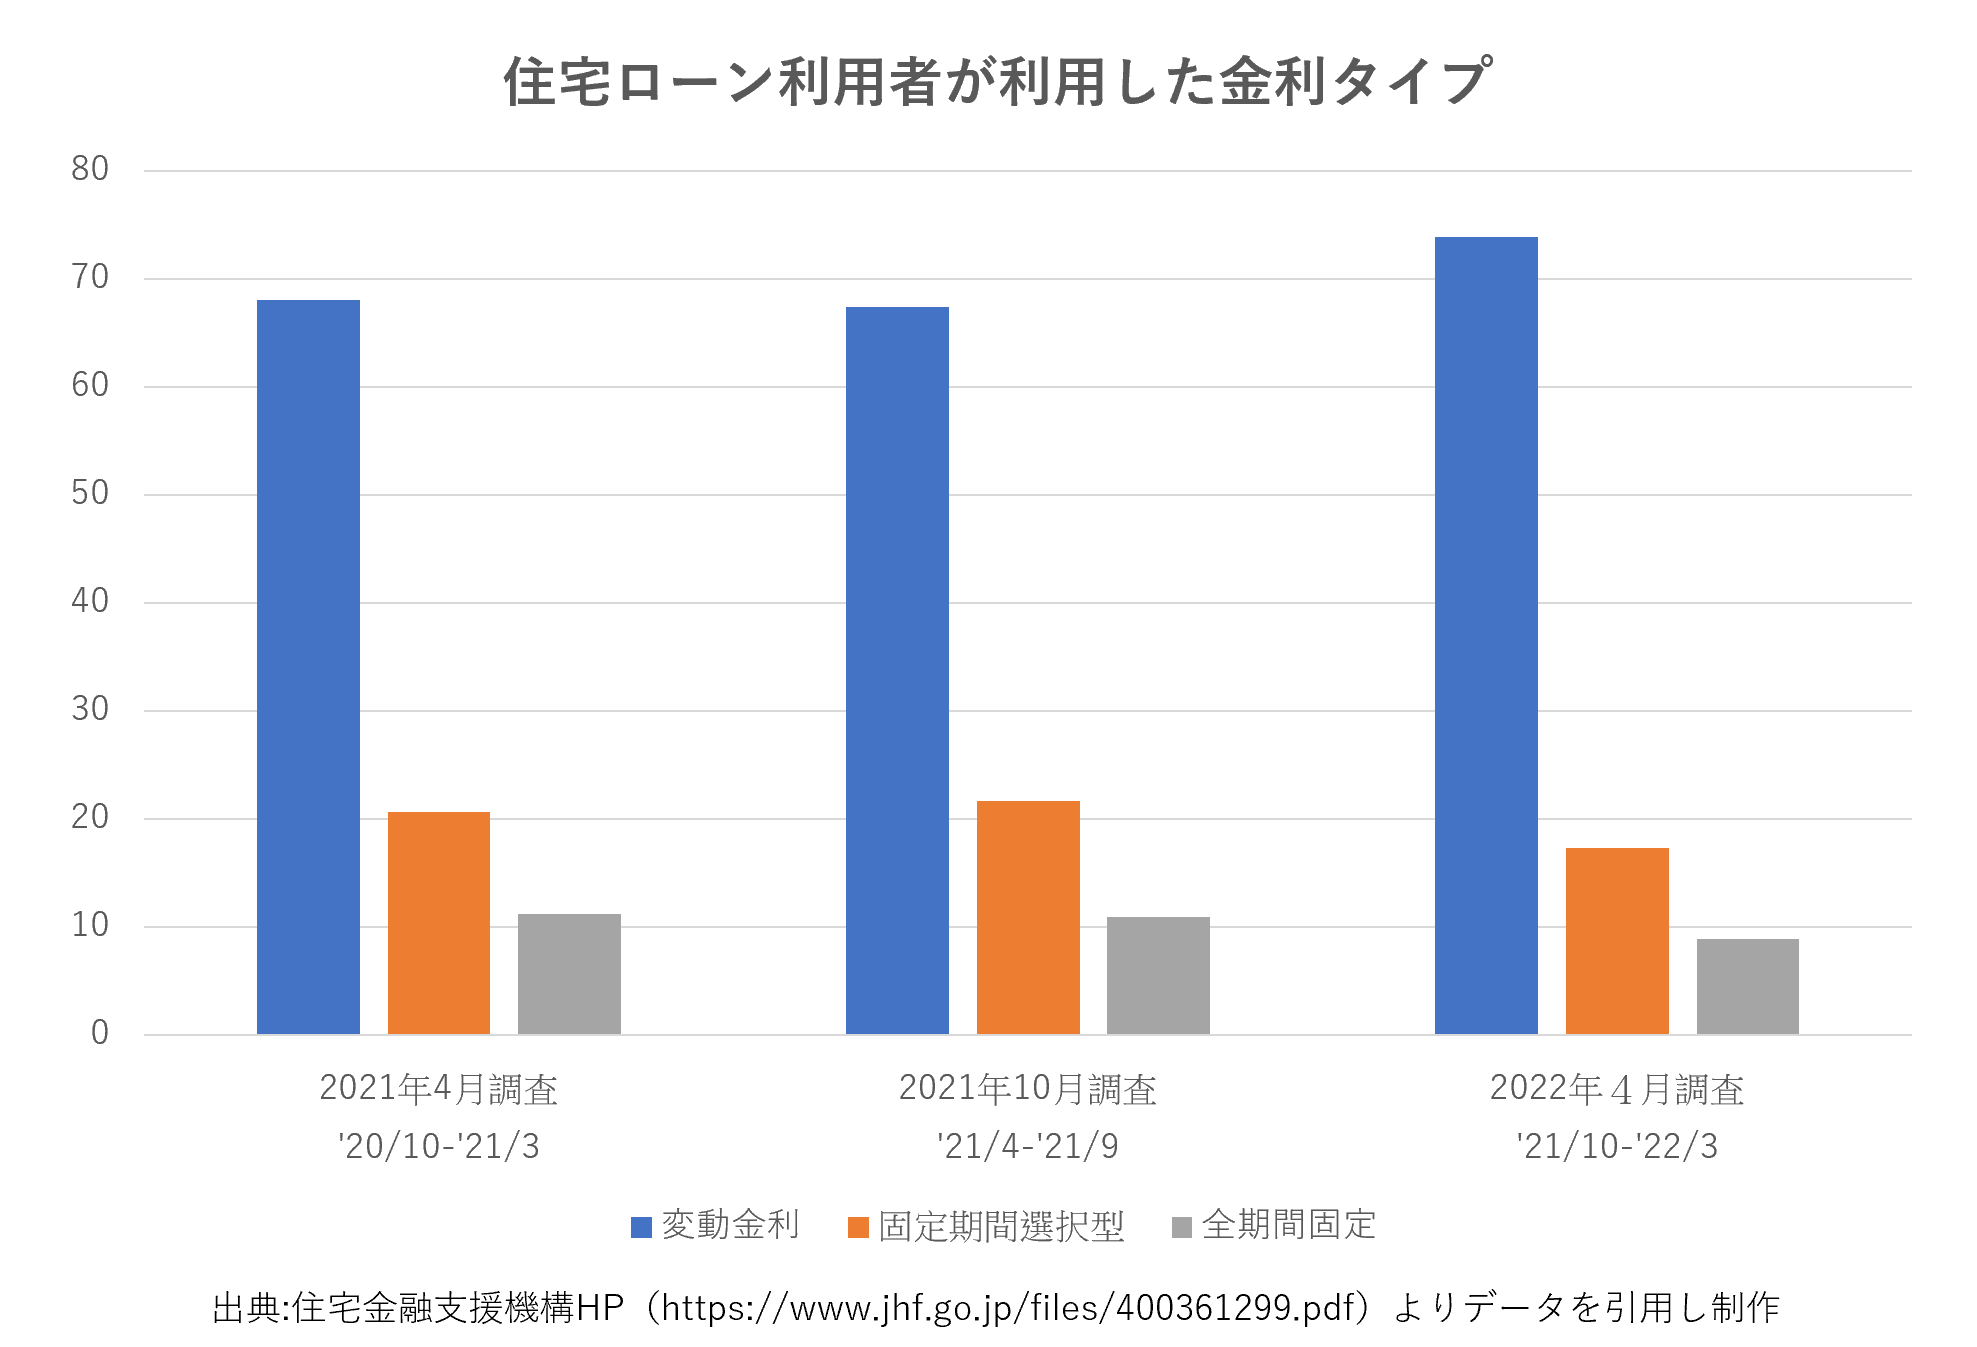 住宅ローン利用者が利用した金利タイプ
80
70
60
50
40
30
20
10
0
2021年4月調査
'20/10-'21/3
2021年10月調査
'21/4-'21/9
2022年４月調査
'21/10-'22/3
変動金利
固定期間選択型
全期間固定
出典:住宅金融支援機構HP（https://www.jhf.go.jp/files/400361299.pdf）よりデータを引用し制作